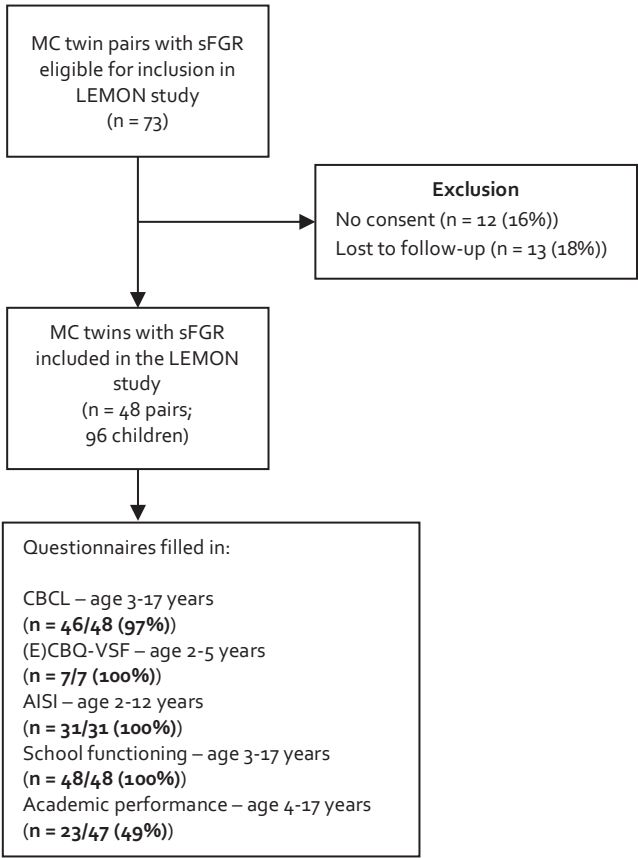 MC twin pairs with sFGR
eligible for inclusion in
LEMON study
(n = 73)
Exclusion
No consent (n = 12 (16%))
Lost to follow-up (n = 13 (18%))
MC twins with sFGR
included in the LEMON
study
(n = 48 pairs;
96 children)
Questionnaires filled in:
CBCL – age 3-17 years
(n = 46/48 (97%))
(E)CBQ-VSF – age 2-5 years
(n = 7/7 (100%))
AISI – age 2-12 years
(n = 31/31 (100%))
School functioning – age 3-17 years
(n = 48/48 (100%))
Academic performance – age 4-17 years
(n = 23/47 (49%))